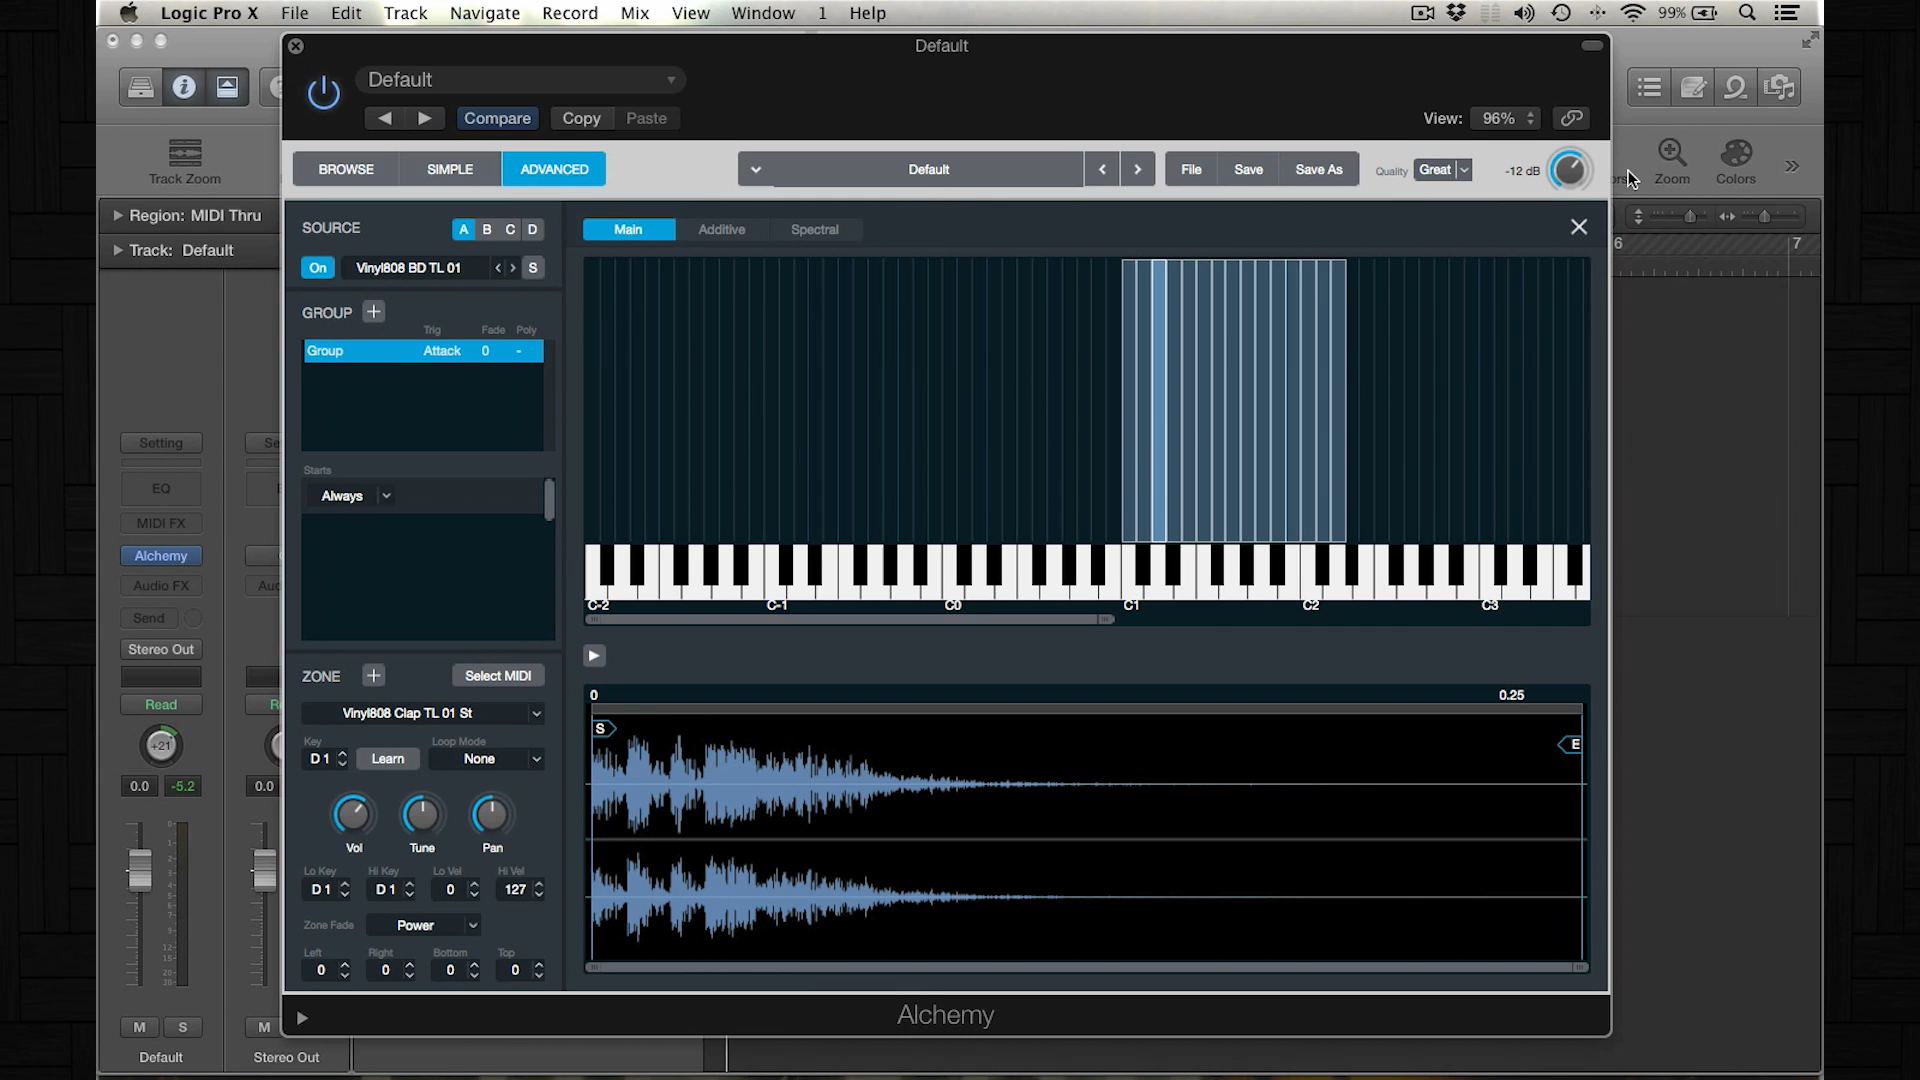 Logic Pro X File Edit Track Navigate Record Mix View Window 1 Help 99%
Default
Default
Compare Copy Paste View: 96%
BROWSE SIMPLE ADVANCED Default File Save Save As Quality Great -12 dB
Track Zoom Zoom Colors
Region: MIDI Thru
6 7
Track: Default
SOURCE A B C D Main Additive Spectral
On Vinyl808 BD TL 01 S
GROUP
Trig Fade Poly
Group Attack 0 -
Setting
Starts
EQ Always
MIDI FX
Alchemy
Audio FX
C-2 C-1 C0 C1 C2 C3
Send
Stereo Out
ZONE Select MIDI
0 0.25
Read Vinyl808 Clap TL 01 St
S
Key Loop Mode
+21 D 1 Learn None E
0.0 -5.2 0.0
Vol Tune Pan
Lo Key Hi Key Lo Vel Hi Vel
D 1 D 1 0 127
Zone Fade Power
Left Right Bottom Top
0 0 0 0
Alchemy
M S M
Default Stereo Out